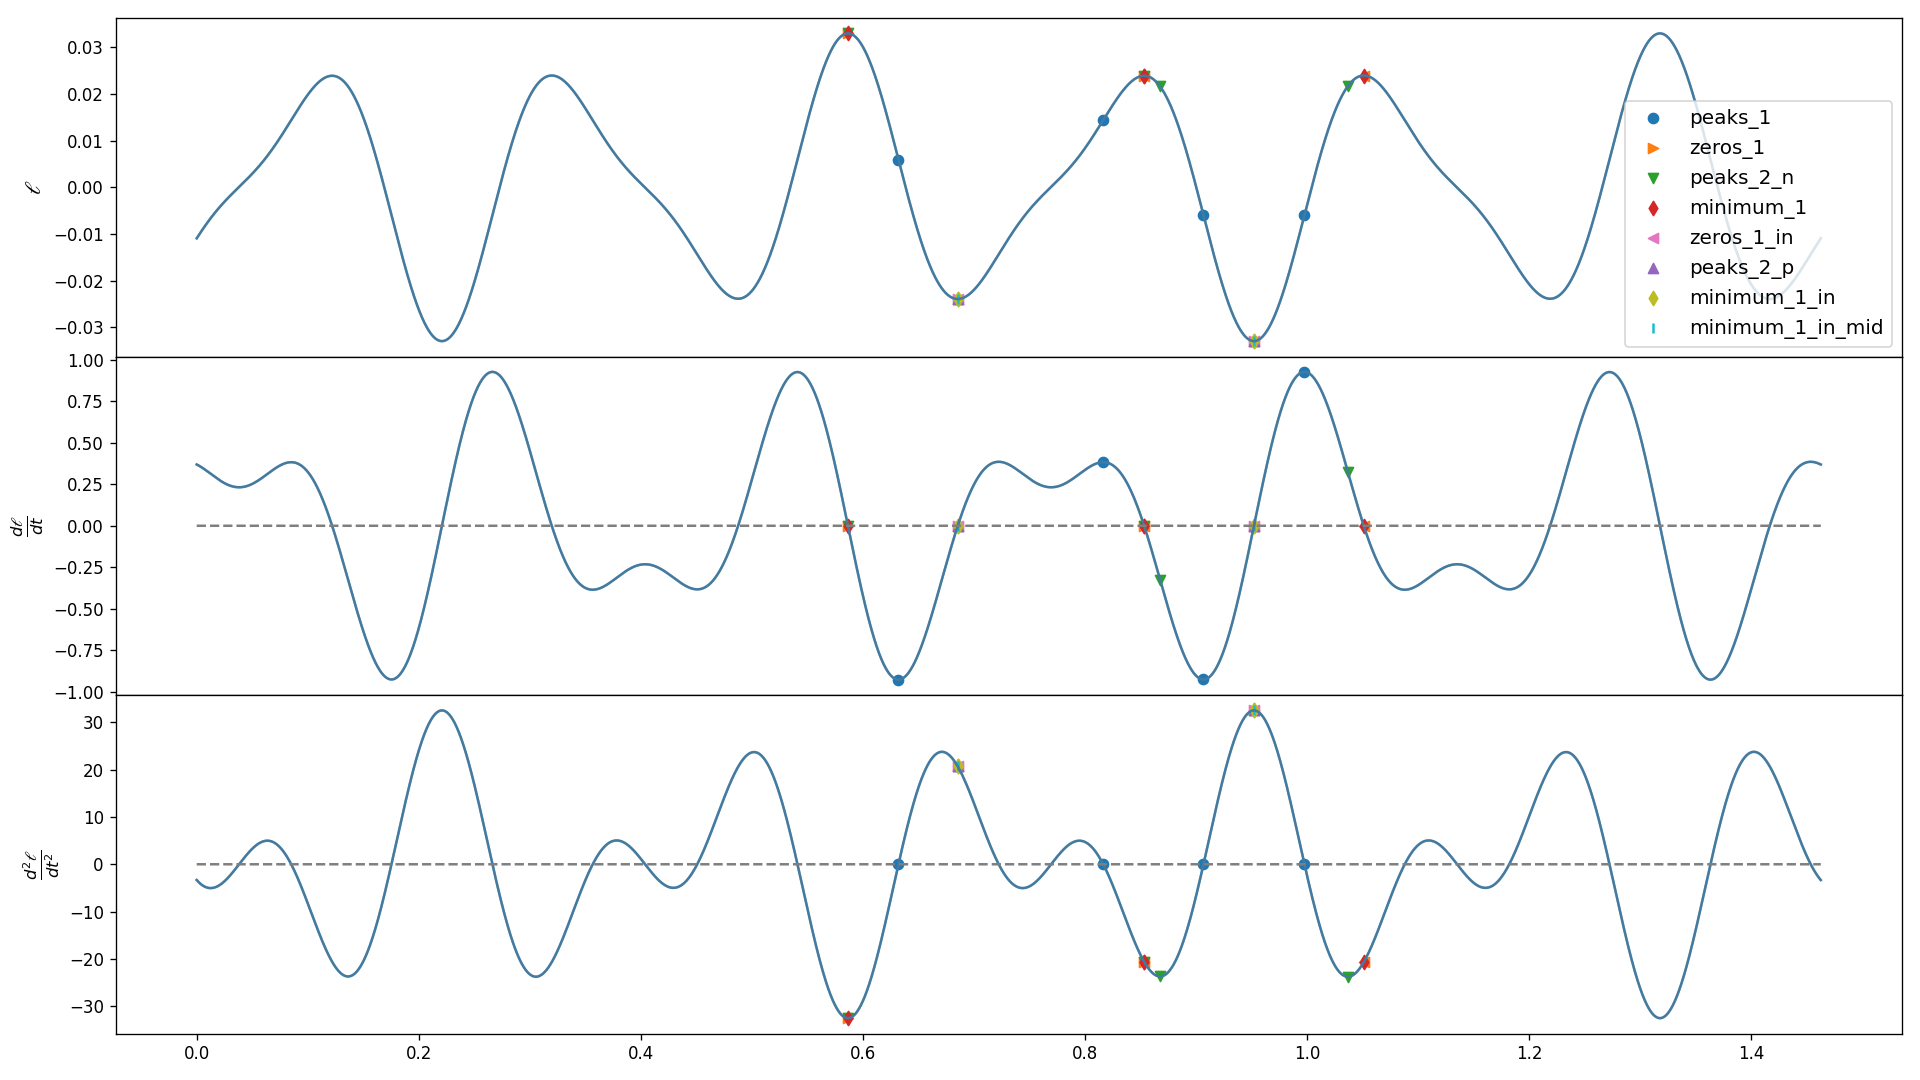 0.03
0.02
0.01
0.00
−0.01
−0.02
−0.03
ℓ
peaks_1
zeros_1
peaks_2_n
minimum_1
zeros_1_in
peaks_2_p
minimum_1_in
minimum_1_in_mid
1.00
0.75
0.50
0.25
0.00
−0.25
−0.50
−0.75
−1.00
dℓ
dt
30
20
10
0
−10
−20
−30
d²ℓ
dt²
0.0 0.2 0.4 0.6 0.8 1.0 1.2 1.4